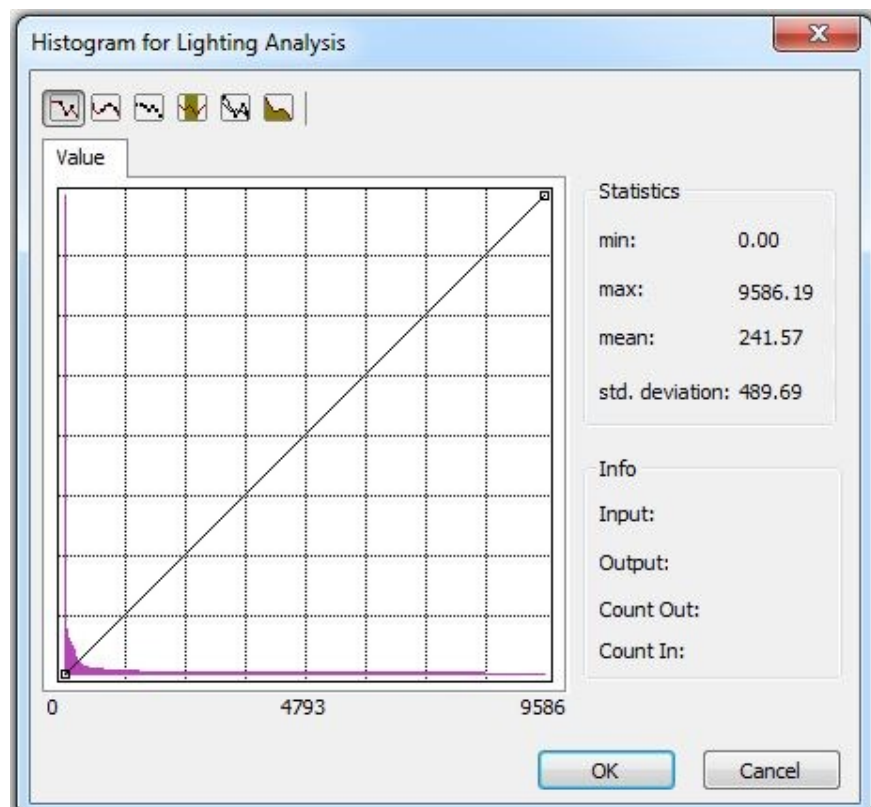 Histogram for Lighting Analysis
Value
0 4793 9586
Statistics
min: 0.00
max: 9586.19
mean: 241.57
std. deviation: 489.69
Info
Input:
Output:
Count Out:
Count In:
OK Cancel